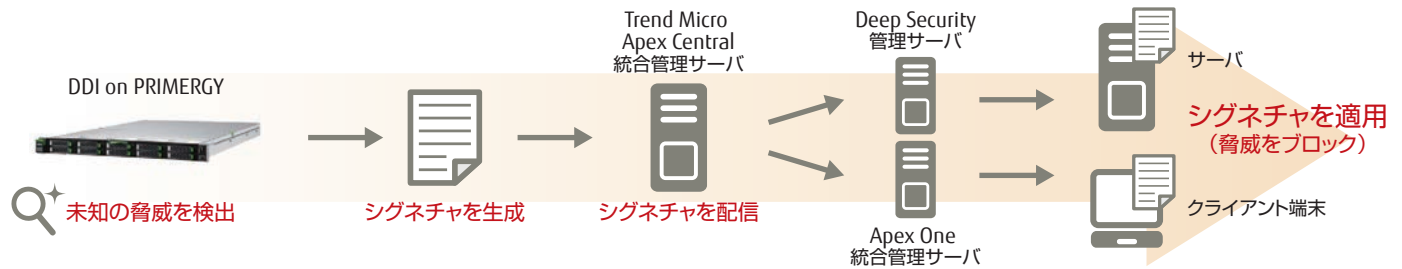 DDI on PRIMERGY
未知の脅威を検出
シグネチャを生成
Trend Micro
Apex Central
統合管理サーバ
シグネチャを配信
Deep Security
管理サーバ
Apex One
統合管理サーバ
サーバ
シグネチャを適用
（脅威をブロック）
クライアント端末